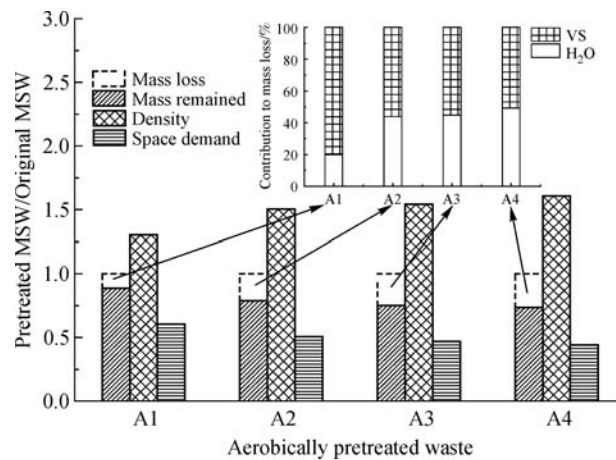 3.0
2.5
2.0
1.5
1.0
0.5
0.0
Pretreated MSW/Original MSW
Mass loss
Mass remained
Density
Space demand
100
80
60
40
20
0
Contribution to mass loss/%
VS
H₂O
A1 A2 A3 A4
A1 A2 A3 A4
Aerobically pretreated waste